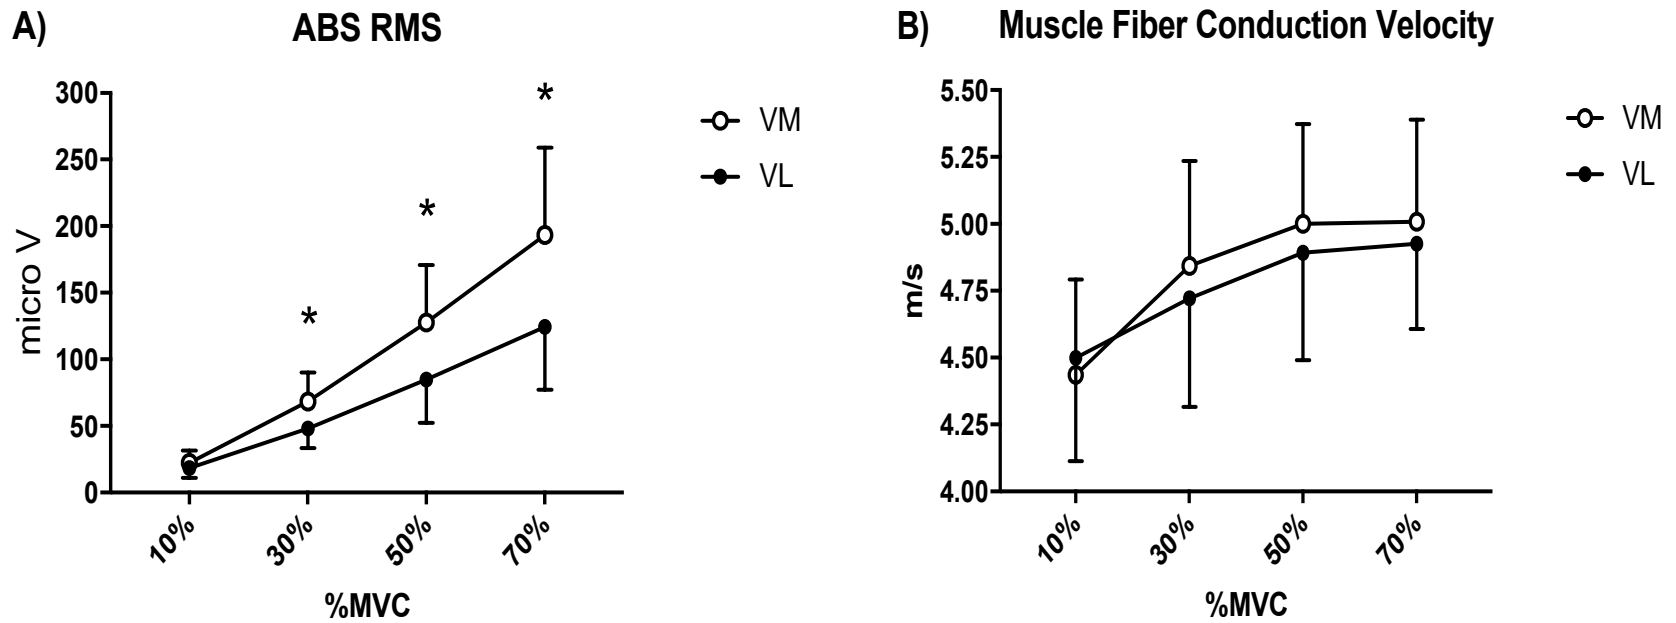 A)
ABS RMS
micro V
300
250
200
150
100
50
0
*
*
*
10%
30%
50%
70%
%MVC
VM
VL
B)
Muscle Fiber Conduction Velocity
m/s
5.50
5.25
5.00
4.75
4.50
4.25
4.00
10%
30%
50%
70%
%MVC
VM
VL